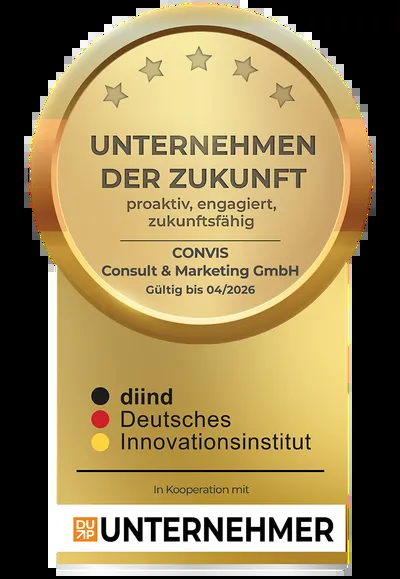 UNTERNEHMEN
DER ZUKUNFT
proaktiv, engagiert,
zukunftsfähig
CONVIS
Consult & Marketing GmbH
Gültig bis 04/2026
diind
Deutsches
Innovationsinstitut
In Kooperation mit
DUP UNTERNEHMER